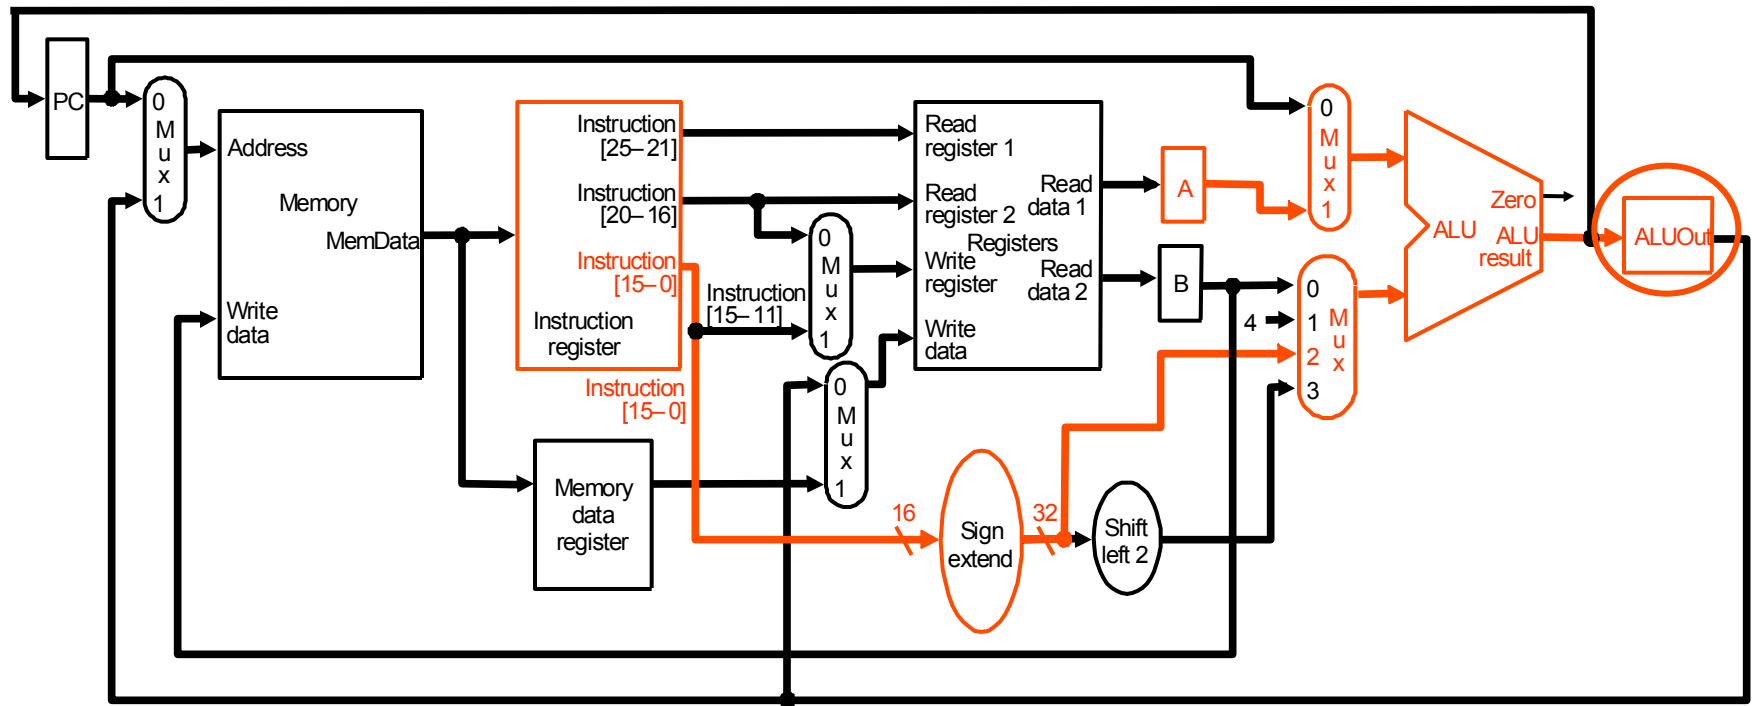 PC
0
M
u
x
1
Address
Memory
MemData
Write
data
Instruction
[25–21]
Instruction
[20–16]
Instruction
[15–0]
Instruction
register
Instruction
[15–11]
Instruction
[15–0]
0
M
u
x
1
0
M
u
x
1
Memory
data
register
Read
register 1
Read
register 2
Registers
Write
register
Write
data
Read
data 1
Read
data 2
16
Sign
extend
32
Shift
left 2
A
B
4
0
M
u
x
1
0
1
2
3
M
u
x
Zero
ALU
ALU
result
ALUOut